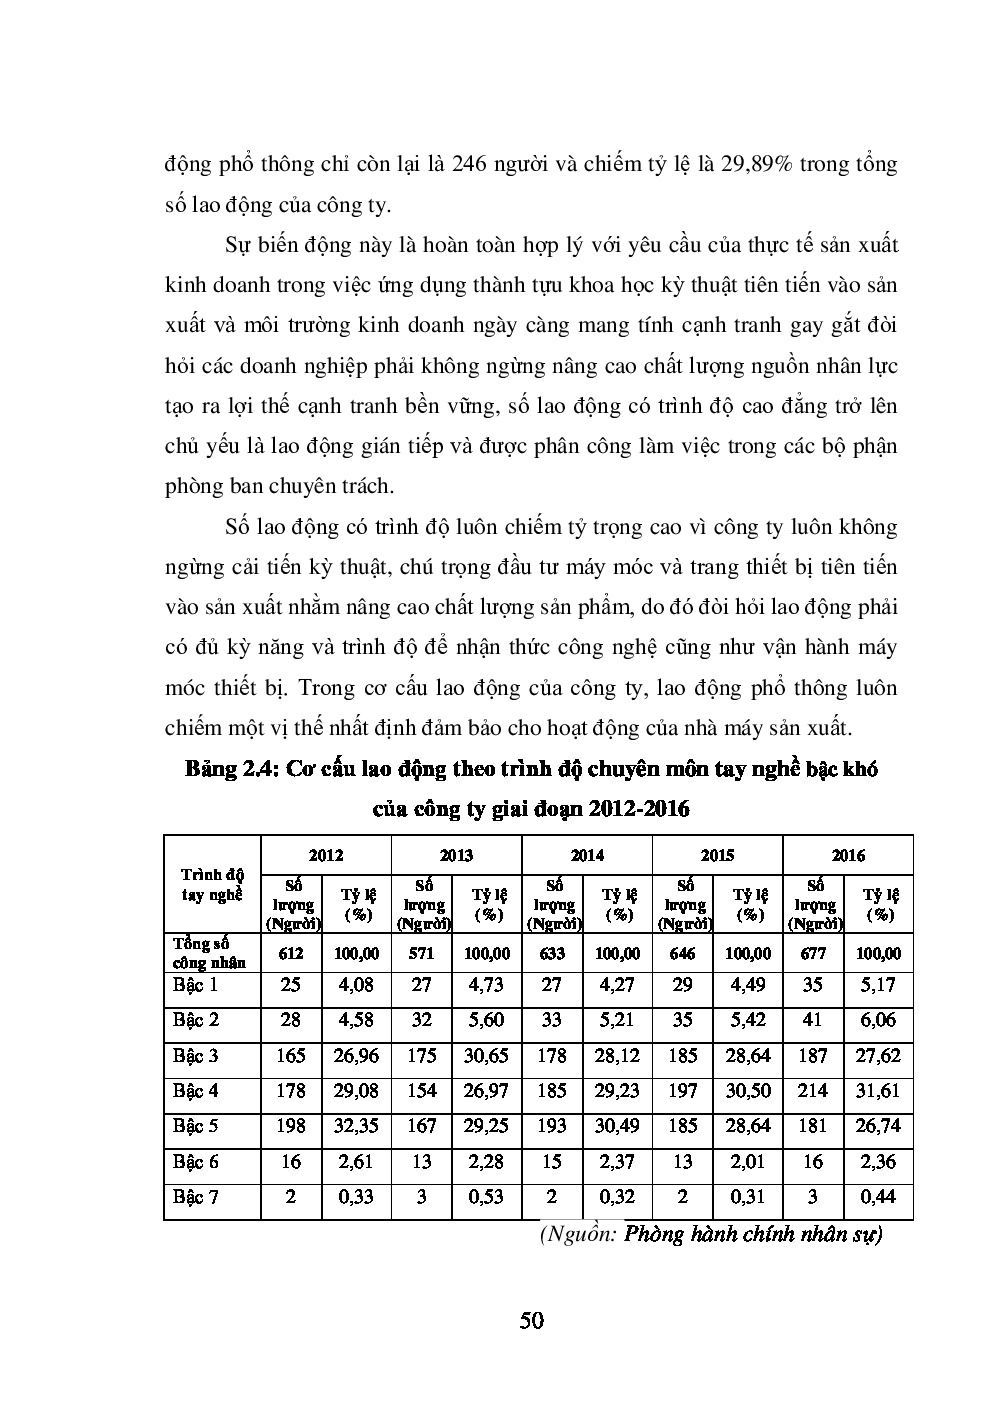 động phổ thông chỉ còn lại là 246 người và chiếm tỷ lệ là 29,89% trong tổng
số lao động của công ty.
Sự biến động này là hoàn toàn hợp lý với yêu cầu của thực tế sản xuất
kinh doanh trong việc ứng dụng thành tựu khoa học kỹ thuật tiên tiến vào sản
xuất và môi trường kinh doanh ngày càng mang tính cạnh tranh gay gắt đòi
hỏi các doanh nghiệp phải không ngừng nâng cao chất lượng nguồn nhân lực
tạo ra lợi thế cạnh tranh bền vững, số lao động có trình độ cao đẳng trở lên
chủ yếu là lao động gián tiếp và được phân công làm việc trong các bộ phận
phòng ban chuyên trách.
Số lao động có trình độ luôn chiếm tỷ trọng cao vì công ty luôn không
ngừng cải tiến kỹ thuật, chú trọng đầu tư máy móc và trang thiết bị tiên tiến
vào sản xuất nhằm nâng cao chất lượng sản phẩm, do đó đòi hỏi lao động phải
có đủ kỹ năng và trình độ để nhận thức công nghệ cũng như vận hành máy
móc thiết bị. Trong cơ cấu lao động của công ty, lao động phổ thông luôn
chiếm một vị thế nhất định đảm bảo cho hoạt động của nhà máy sản xuất.
Bảng 2.4: Cơ cấu lao động theo trình độ chuyên môn tay nghề bậc khó
của công ty giai đoạn 2012-2016
Trình độ tay nghề 2012 2013 2014 2015 2016
Số lượng (Người) Tỷ lệ (%) Số lượng (Người) Tỷ lệ (%) Số lượng (Người) Tỷ lệ (%) Số lượng (Người) Tỷ lệ (%) Số lượng (Người) Tỷ lệ (%)
Tổng số công nhân 612 100,00 571 100,00 633 100,00 646 100,00 677 100,00
Bậc 1 25 4,08 27 4,73 27 4,27 29 4,49 35 5,17
Bậc 2 28 4,58 32 5,60 33 5,21 35 5,42 41 6,06
Bậc 3 165 26,96 175 30,65 178 28,12 185 28,64 187 27,62
Bậc 4 178 29,08 154 26,97 185 29,23 197 30,50 214 31,61
Bậc 5 198 32,35 167 29,25 193 30,49 185 28,64 181 26,74
Bậc 6 16 2,61 13 2,28 15 2,37 13 2,01 16 2,36
Bậc 7 2 0,33 3 0,53 2 0,32 2 0,31 3 0,44
(Nguồn: Phòng hành chính nhân sự)
50